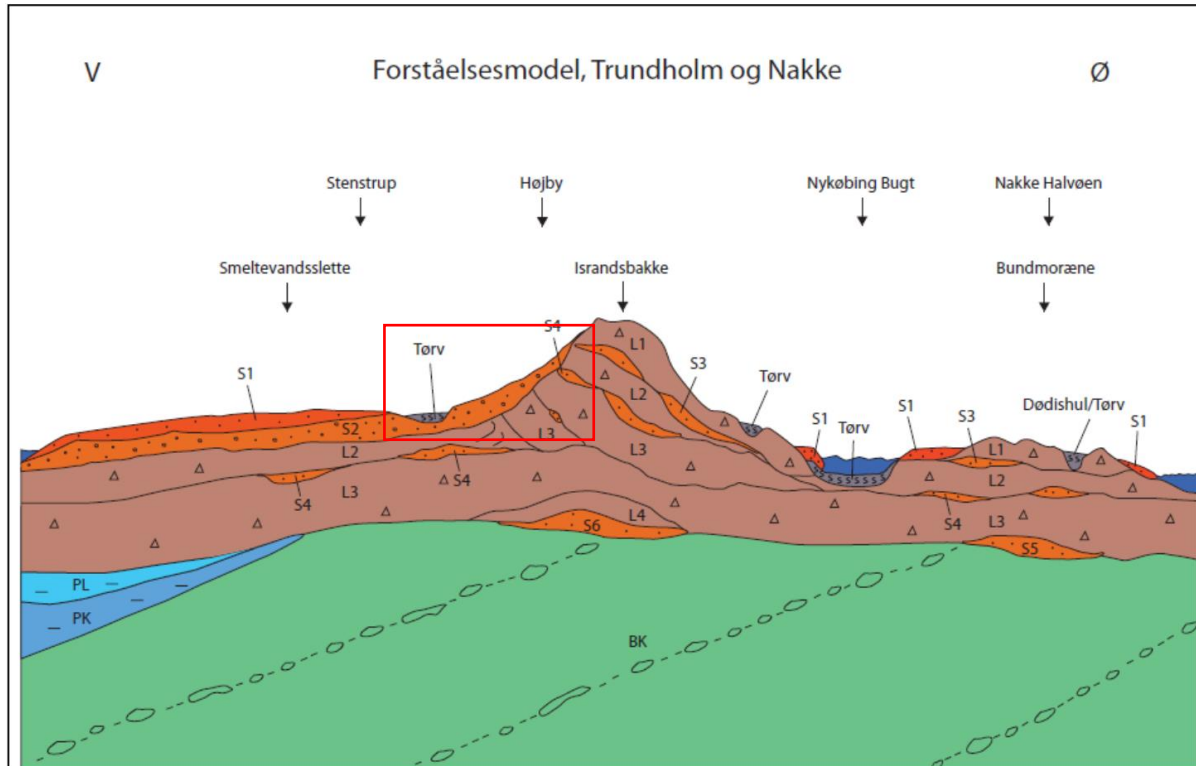 V
Forståelsesmodel, Trundholm og Nakke
Ø
Stenstrup
Højby
Nykøbing Bugt
Nakke Halvøen
Smeltevandsslette
Israndsbakke
Bundmoræne
S4
Tørv
L1
S1
S3
Tørv
S1
S1
S3
Dødishul/Tørv
S1
Tørv
L2
S2
L3
L1
L2
L3
L2
S4
L3
S4
S4
L3
L4
S6
S5
PL
PK
BK